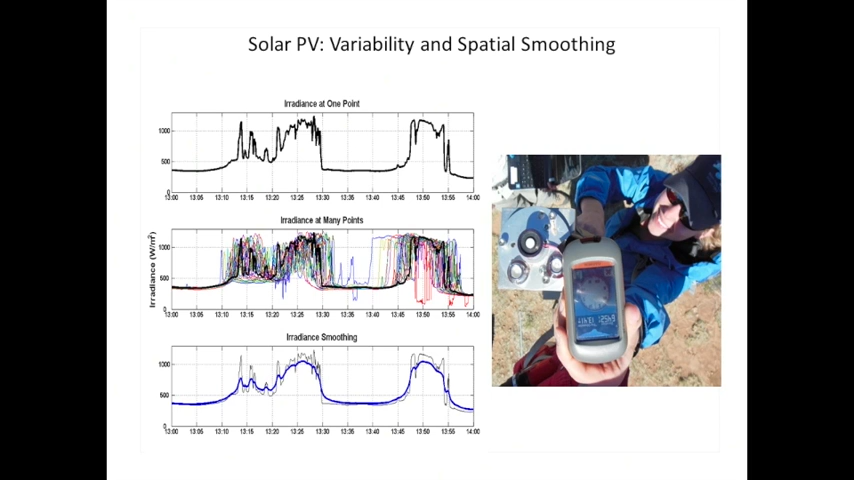 Solar PV: Variability and Spatial Smoothing
Irradiance at One Point
1000
500
0
13:00 13:05 13:10 13:15 13:20 13:25 13:30 13:35 13:40 13:45 13:50 13:55 14:00
Irradiance at Many Points
Irradiance (W/m²)
1000
500
0
13:00 13:05 13:10 13:15 13:20 13:25 13:30 13:35 13:40 13:45 13:50 13:55 14:00
Irradiance Smoothing
1000
500
0
13:00 13:05 13:10 13:15 13:20 13:25 13:30 13:35 13:40 13:45 13:50 13:55 14:00